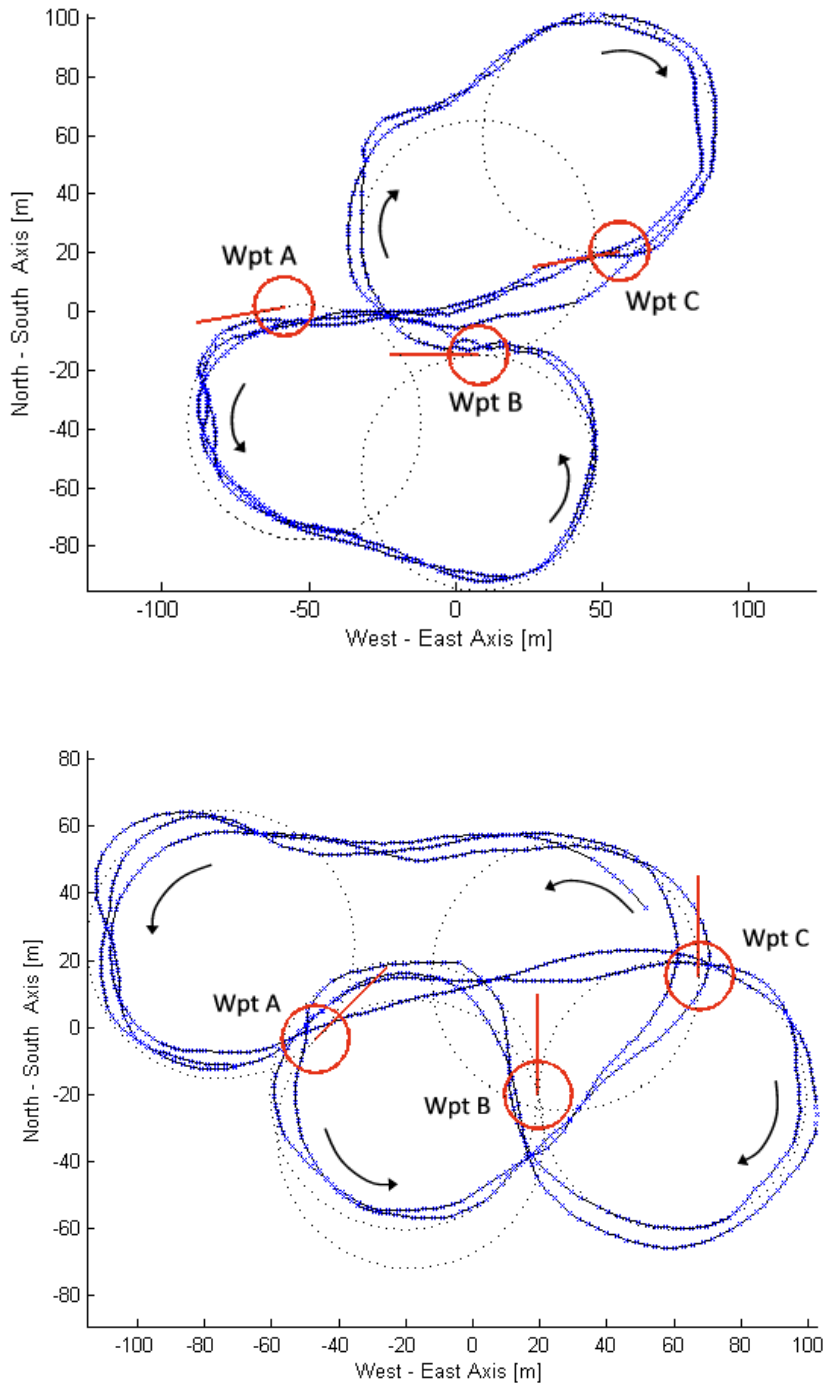 100
80
60
40
20
0
-20
-40
-60
-80
North - South Axis [m]
Wpt A
Wpt C
Wpt B
-100 -50 0 50 100
West - East Axis [m]
80
60
40
20
0
-20
-40
-60
-80
North - South Axis [m]
Wpt C
Wpt A
Wpt B
-100 -80 -60 -40 -20 0 20 40 60 80 100
West - East Axis [m]